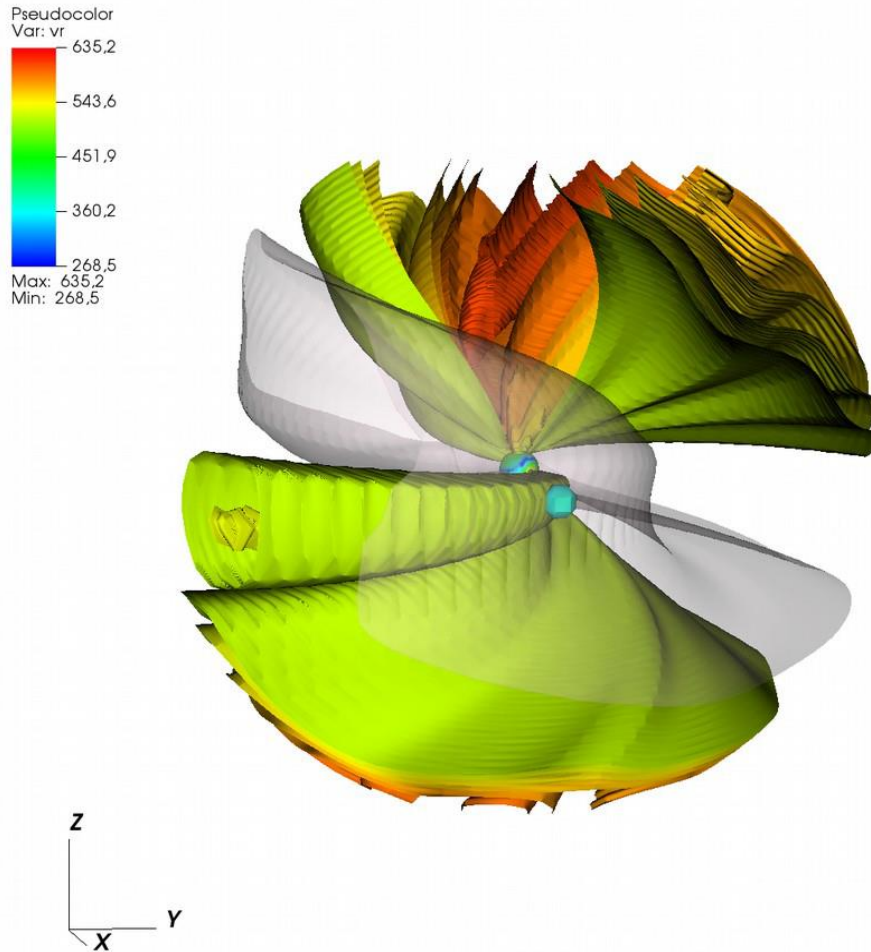 Pseudocolor
Var: vr
635,2
543,6
451,9
360,2
268,5
Max: 635,2
Min: 268,5
Z
Y
X